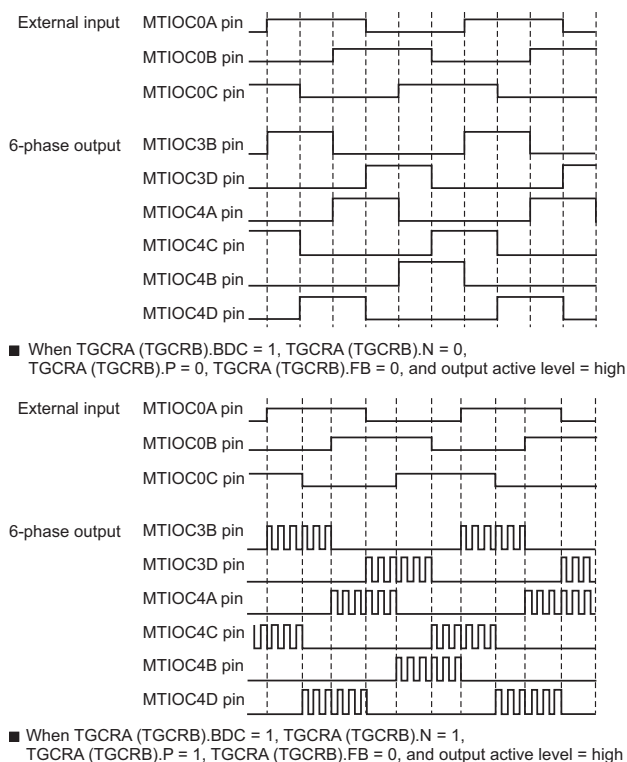 External input MTIOC0A pin
MTIOC0B pin
MTIOC0C pin
6-phase output MTIOC3B pin
MTIOC3D pin
MTIOC4A pin
MTIOC4C pin
MTIOC4B pin
MTIOC4D pin
■ When TGCRA (TGCRB).BDC = 1, TGCRA (TGCRB).N = 0,
TGCRA (TGCRB).P = 0, TGCRA (TGCRB).FB = 0, and output active level = high
External input MTIOC0A pin
MTIOC0B pin
MTIOC0C pin
6-phase output MTIOC3B pin
MTIOC3D pin
MTIOC4A pin
MTIOC4C pin
MTIOC4B pin
MTIOC4D pin
■ When TGCRA (TGCRB).BDC = 1, TGCRA (TGCRB).N = 1,
TGCRA (TGCRB).P = 1, TGCRA (TGCRB).FB = 0, and output active level = high